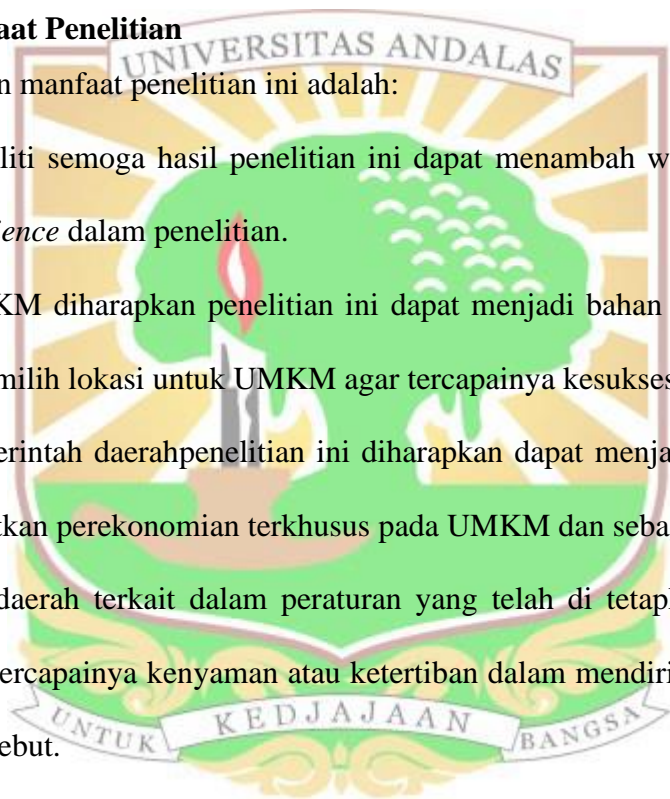 aat Penelitian
UNIVERSITAS ANDALAS
n manfaat penelitian ini adalah:
liti semoga hasil penelitian ini dapat menambah w
ience dalam penelitian.
KM diharapkan penelitian ini dapat menjadi bahan
milih lokasi untuk UMKM agar tercapainya kesukses
erintah daerahpenelitian ini diharapkan dapat menja
tkan perekonomian terkhusus pada UMKM dan seba
daerah terkait dalam peraturan yang telah di tetap
tercapainya kenyaman atau ketertiban dalam mendiri
UNTUK KEDJAJAAN BANGSA
ebut.